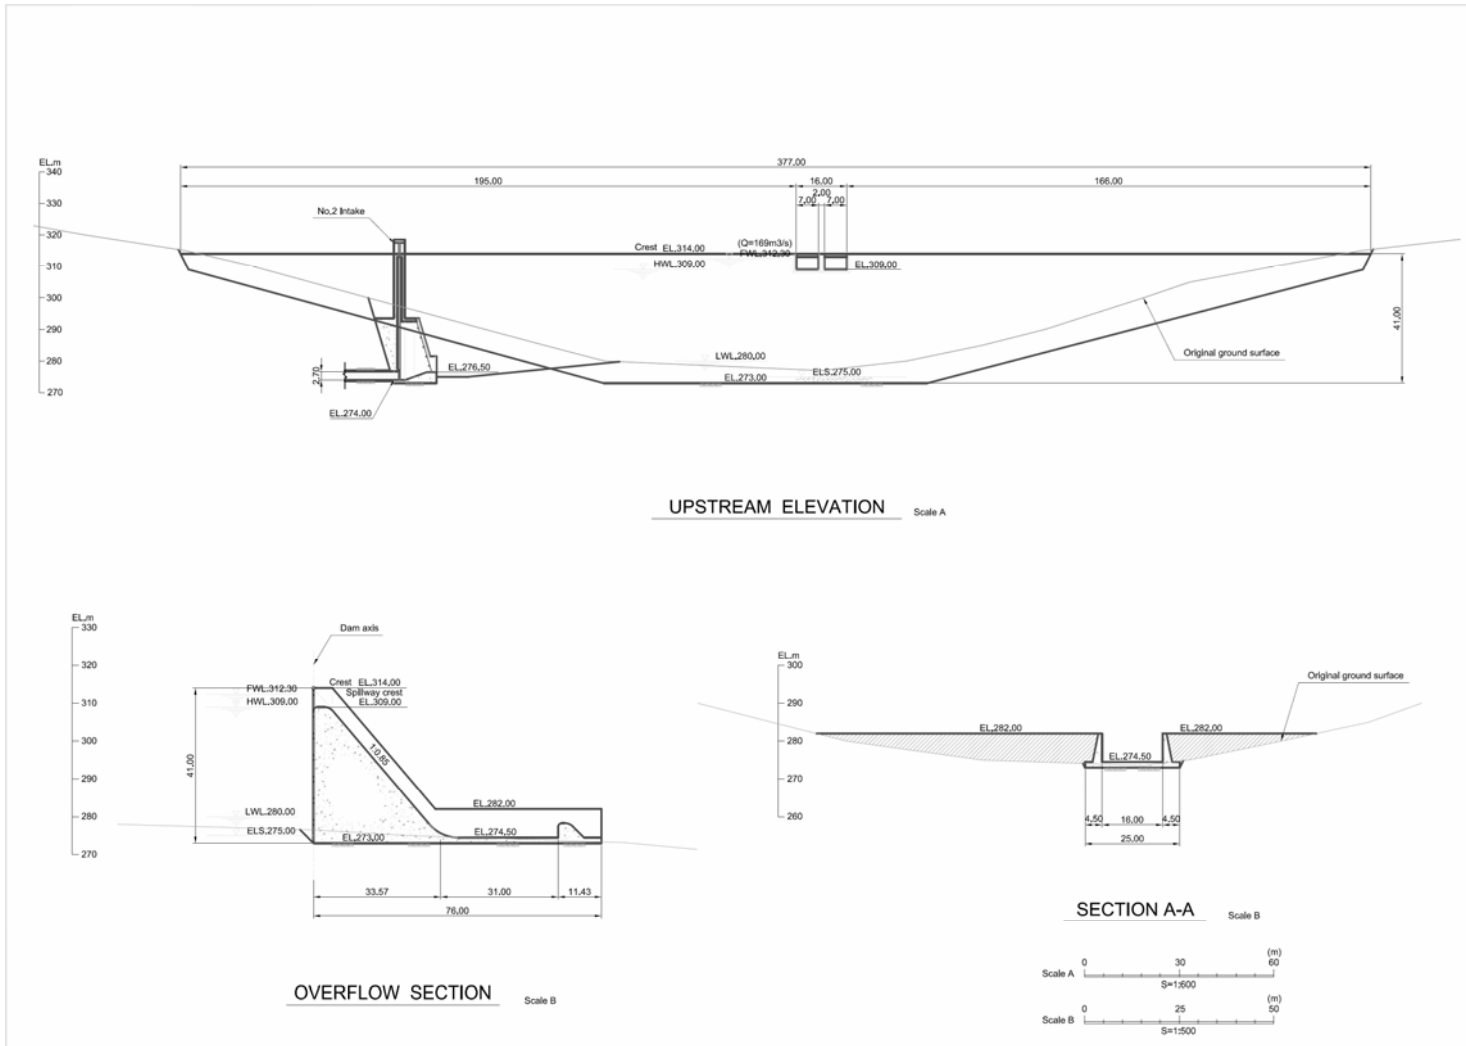 EL.m
340
330
320
310
300
290
280
270
377.00
195.00
16.00
166.00
2.00
7.00
7.00
No.2 Intake
Crest EL.314.00
(Q=169m3/s)
FWL.312.30
HWL.309.00
EL.309.00
41.00
Original ground surface
LWL.280.00
EL.276.50
ELS.275.00
EL.273.00
2.70
EL.274.00
UPSTREAM ELEVATION
Scale A
EL.m
330
320
310
300
290
280
270
Dam axis
FWL.312.30
Crest EL.314.00
Spillway crest
HWL.309.00
EL.309.00
1:0.85
41.00
LWL.280.00
EL.282.00
ELS.275.00
EL.273.00
EL.274.50
33.57
31.00
11.43
76.00
OVERFLOW SECTION
Scale B
EL.m
300
290
280
270
260
Original ground surface
EL.282.00
EL.282.00
EL.274.50
4.50
16.00
4.50
25.00
SECTION A-A
Scale B
(m)
0 30 60
Scale A
S=1:600
(m)
0 25 50
Scale B
S=1:500